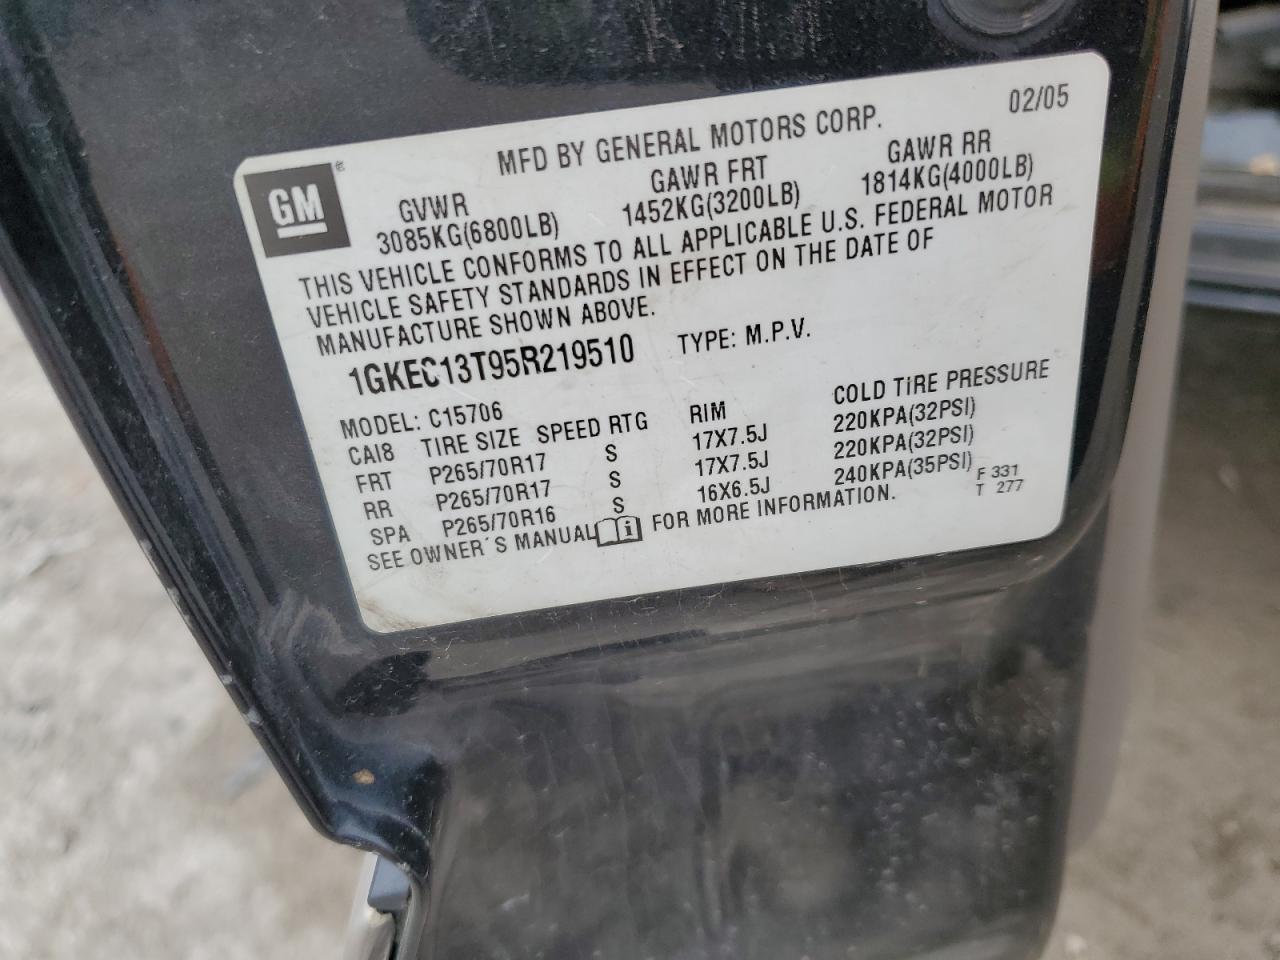 MFD BY GENERAL MOTORS CORP. 02/05
GM ®
GVWR GAWR FRT GAWR RR
3085KG(6800LB) 1452KG(3200LB) 1814KG(4000LB)
THIS VEHICLE CONFORMS TO ALL APPLICABLE U.S. FEDERAL MOTOR
VEHICLE SAFETY STANDARDS IN EFFECT ON THE DATE OF
MANUFACTURE SHOWN ABOVE.
1GKEC13T95R219510 TYPE: M.P.V.
MODEL: C15706
CAI8 TIRE SIZE SPEED RTG RIM COLD TIRE PRESSURE
FRT P265/70R17 S 17X7.5J 220KPA(32PSI)
RR P265/70R17 S 17X7.5J 220KPA(32PSI)
SPA P265/70R16 S 16X6.5J 240KPA(35PSI)
SEE OWNER´S MANUAL i FOR MORE INFORMATION.
F 331
T 277